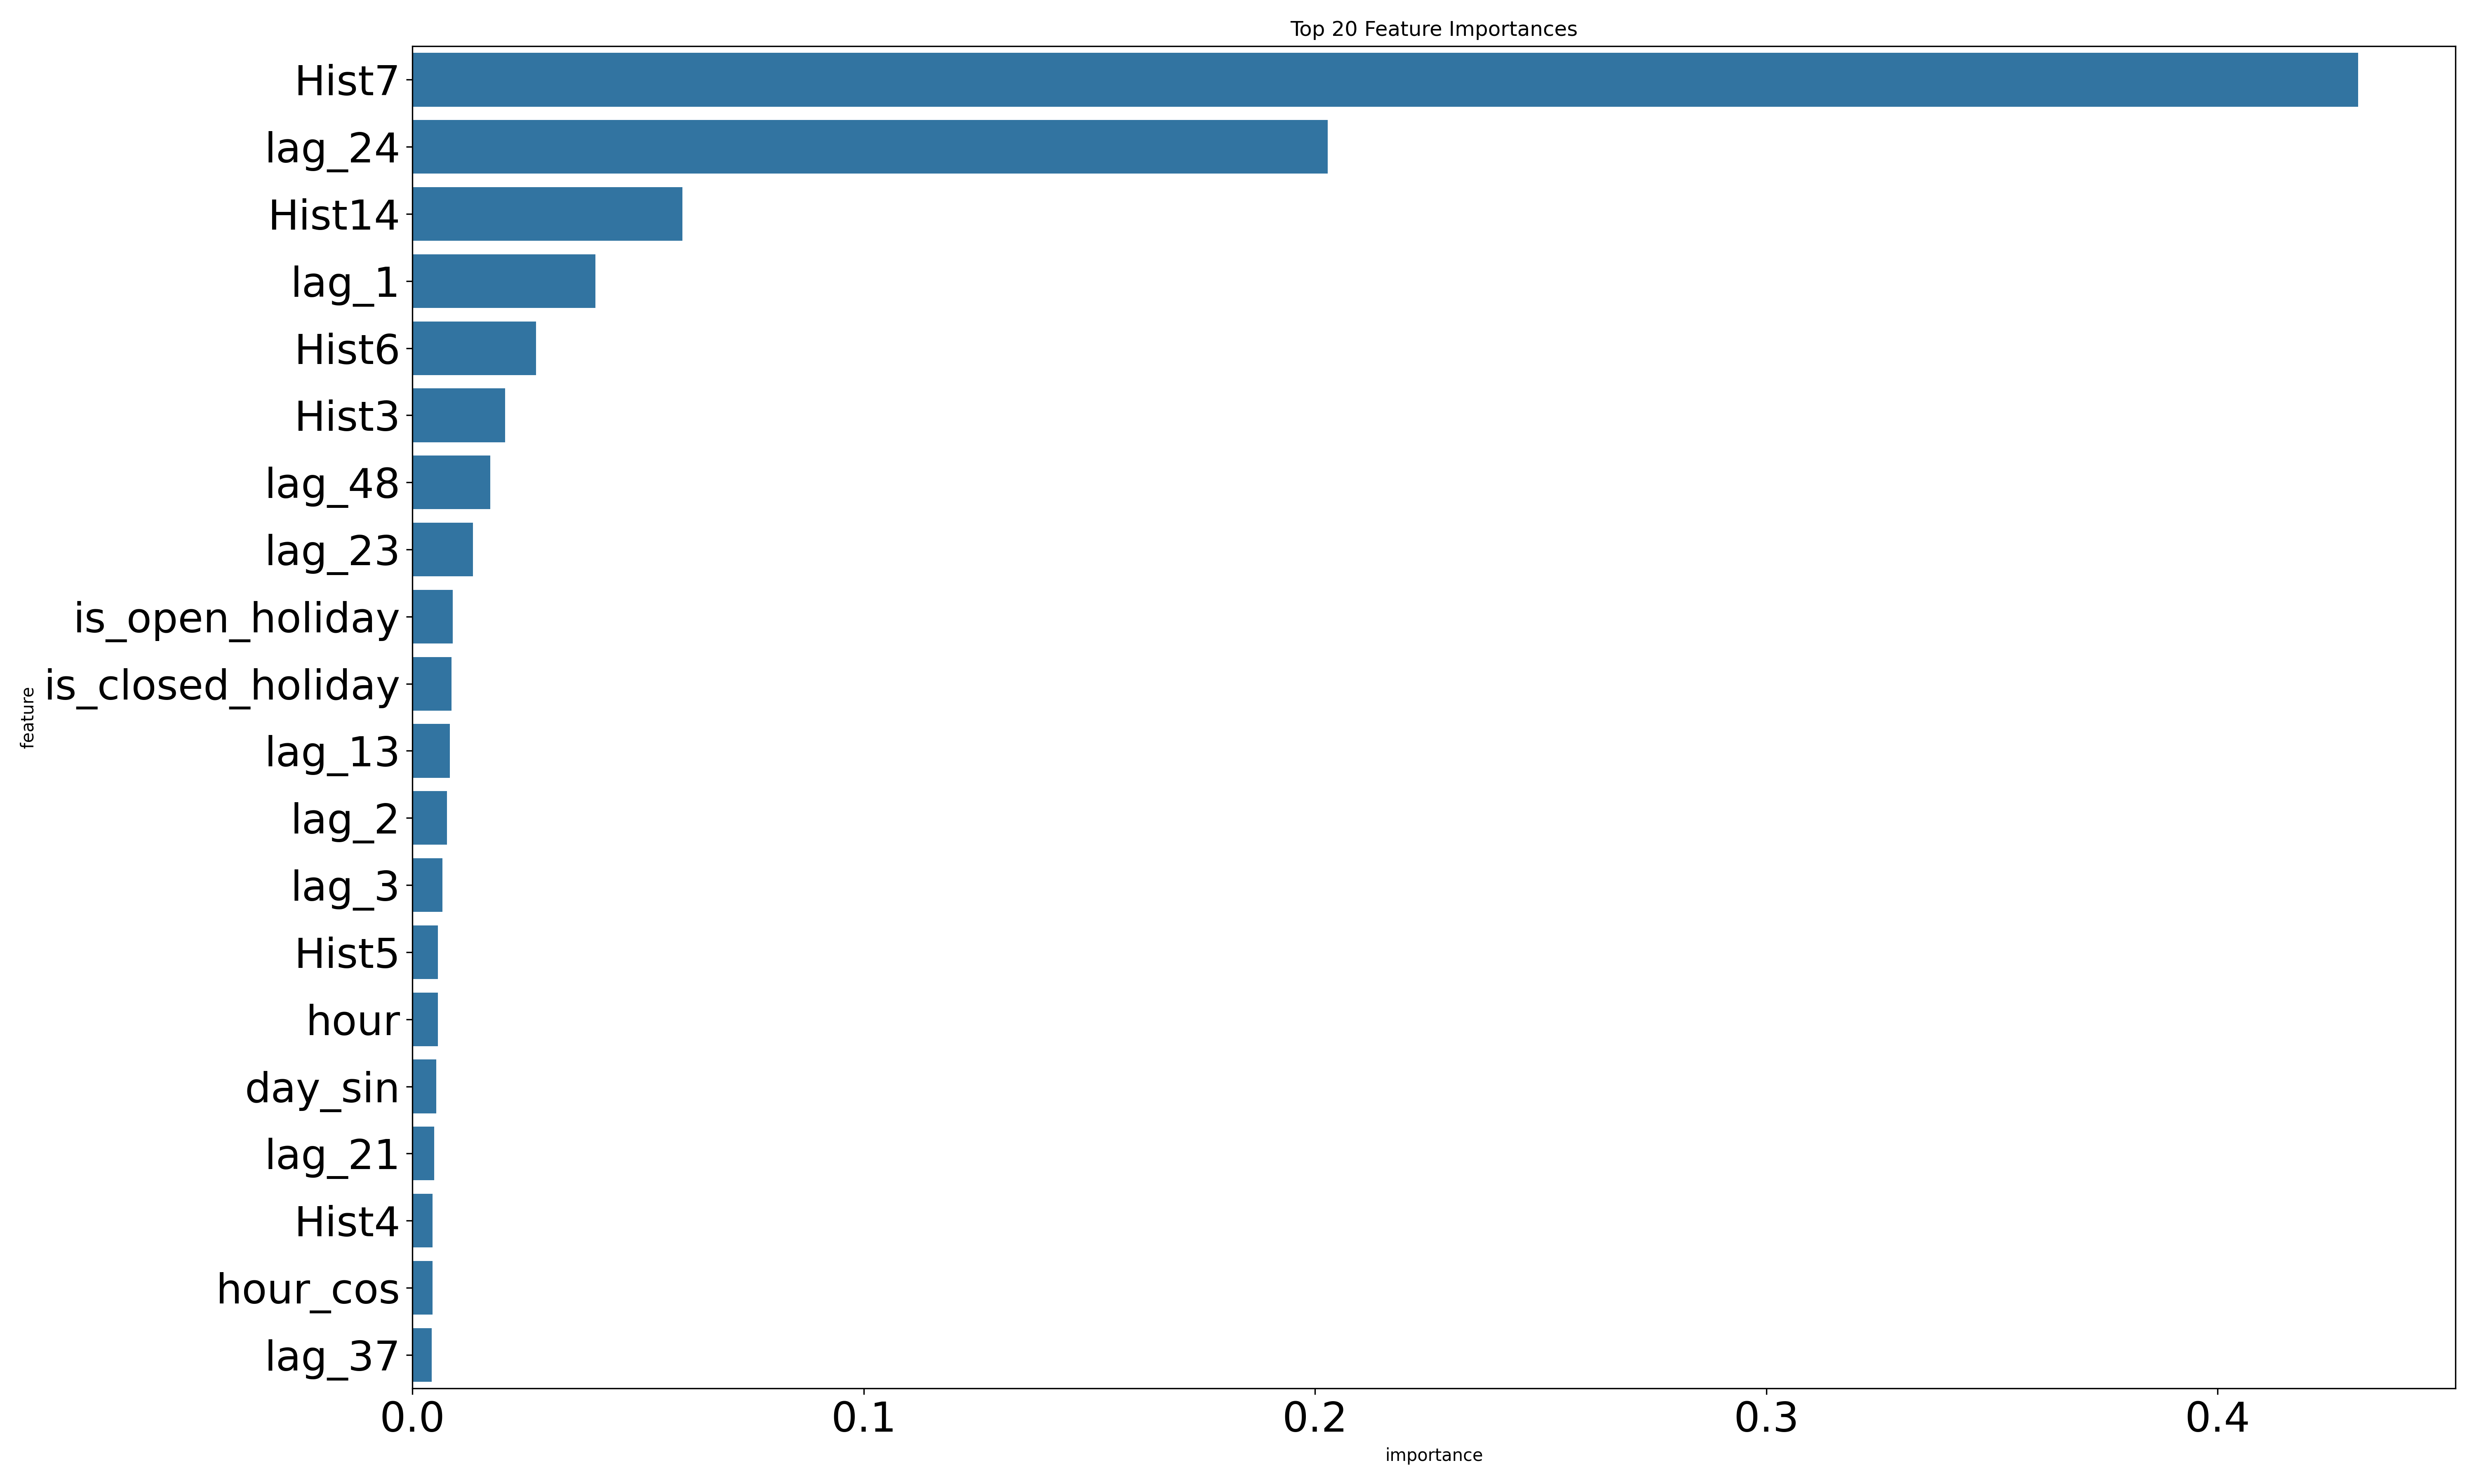 Top 20 Feature Importances
Hist7
lag_24
Hist14
lag_1
Hist6
Hist3
lag_48
lag_23
is_open_holiday
is_closed_holiday
lag_13
lag_2
lag_3
Hist5
hour
day_sin
lag_21
Hist4
hour_cos
lag_37
feature
0.0 0.1 0.2 0.3 0.4
importance